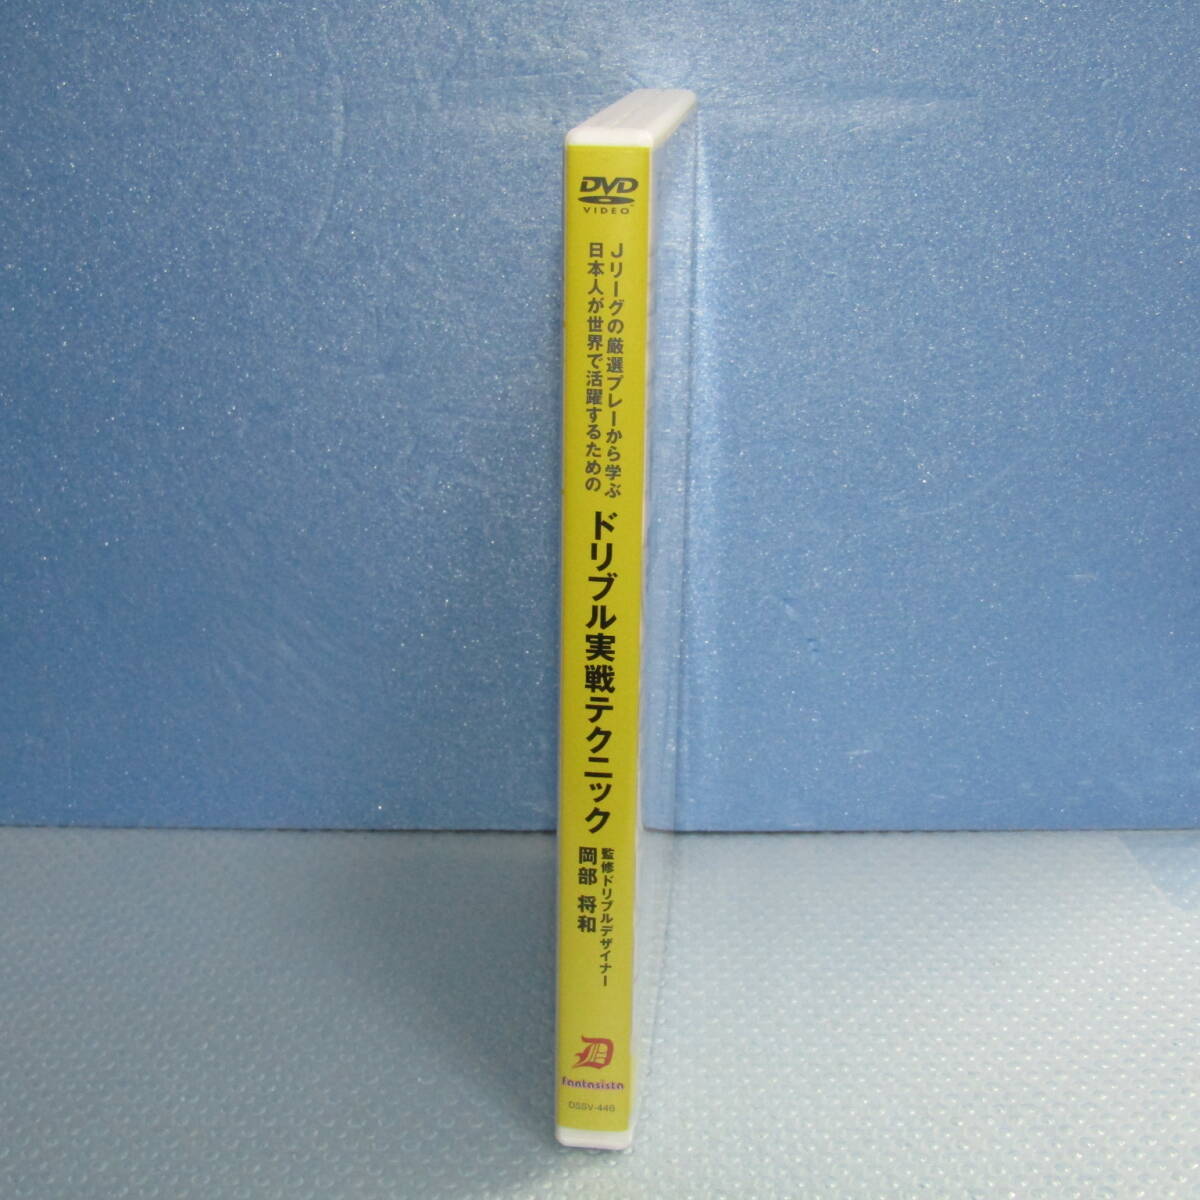 DVD
VIDEO
Jリーグの厳選プレーから学ぶ
日本人が世界で活躍するための
ドリブル実戦テクニック
監修ドリブルデザイナー
岡部 将和
D
fantasista
DSSV-446